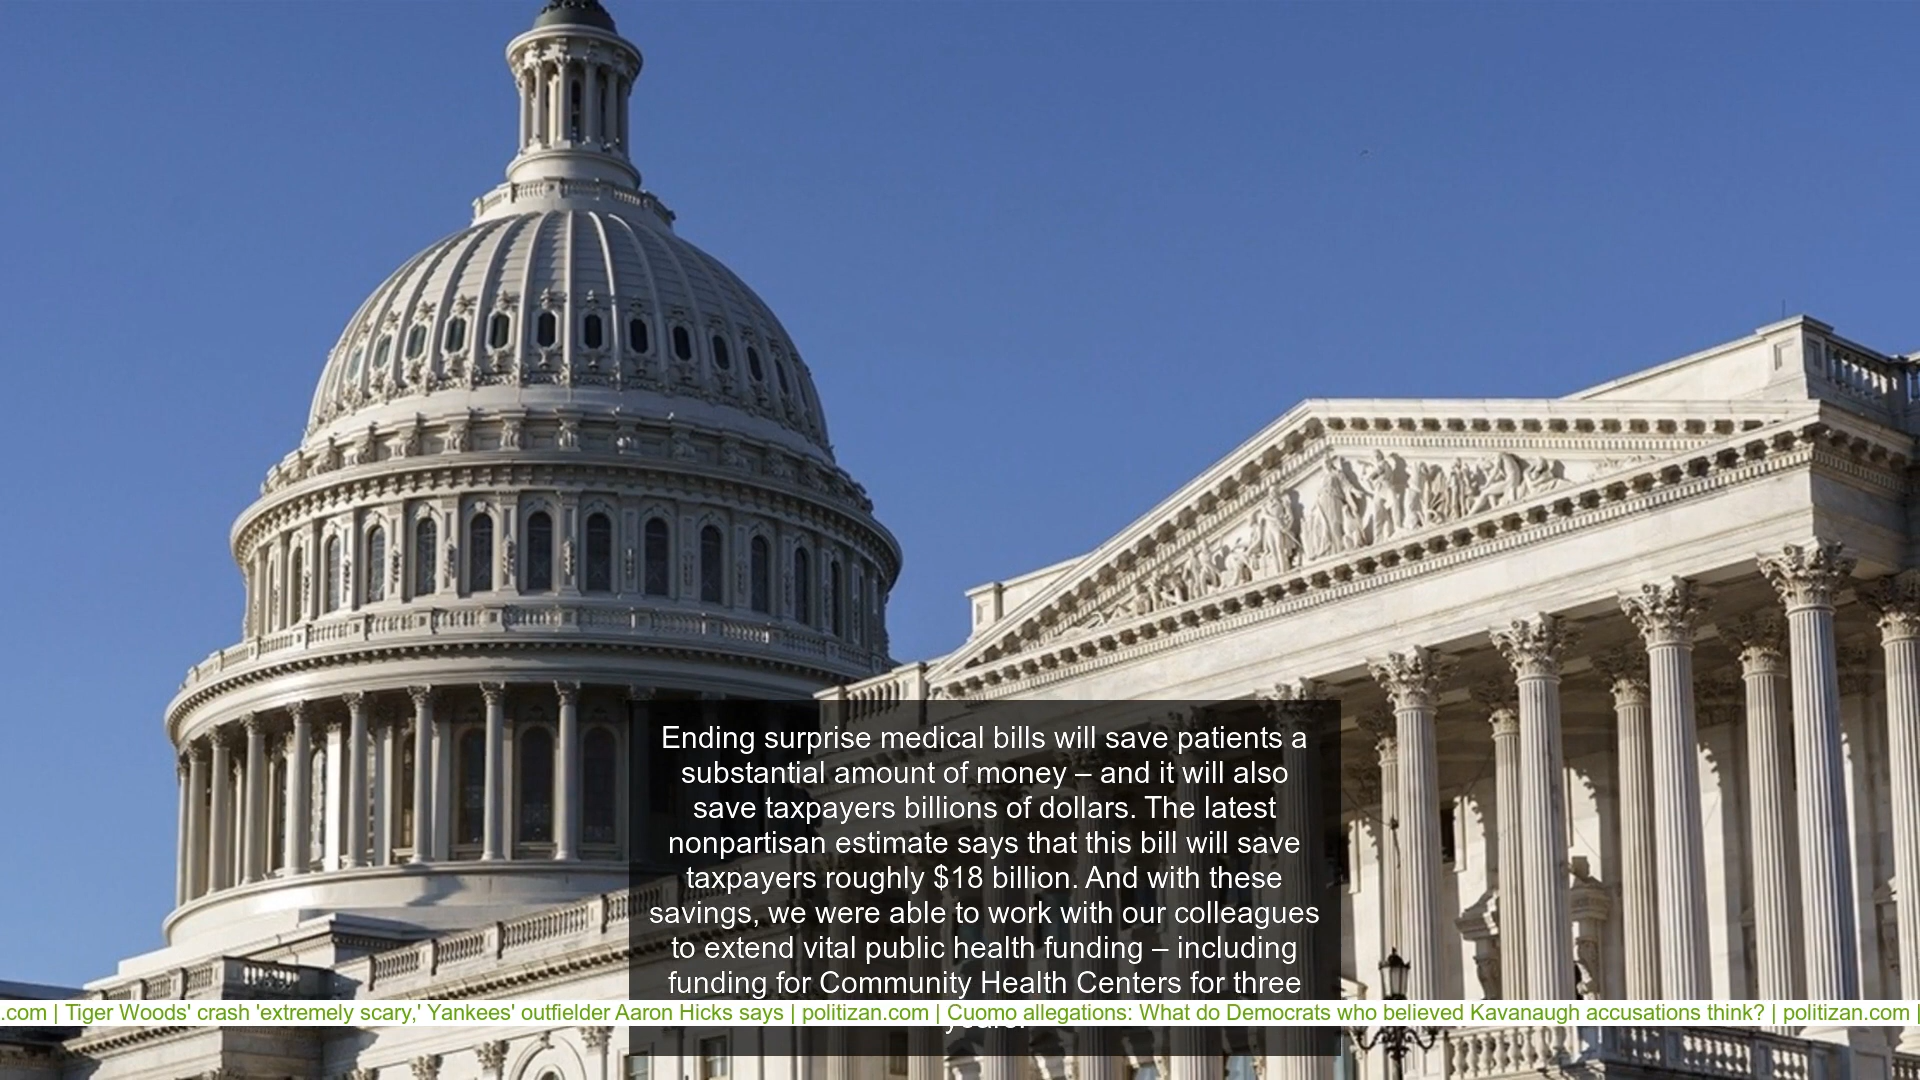 Ending surprise medical bills will save patients a
substantial amount of money – and it will also
save taxpayers billions of dollars. The latest
nonpartisan estimate says that this bill will save
taxpayers roughly $18 billion. And with these
savings, we were able to work with our colleagues
to extend vital public health funding – including
funding for Community Health Centers for three
.com | Tiger Woods' crash 'extremely scary,' Yankees' outfielder Aaron Hicks says | politizan.com | Cuomo allegations: What do Democrats who believed Kavanaugh accusations think? | politizan.com |
years.